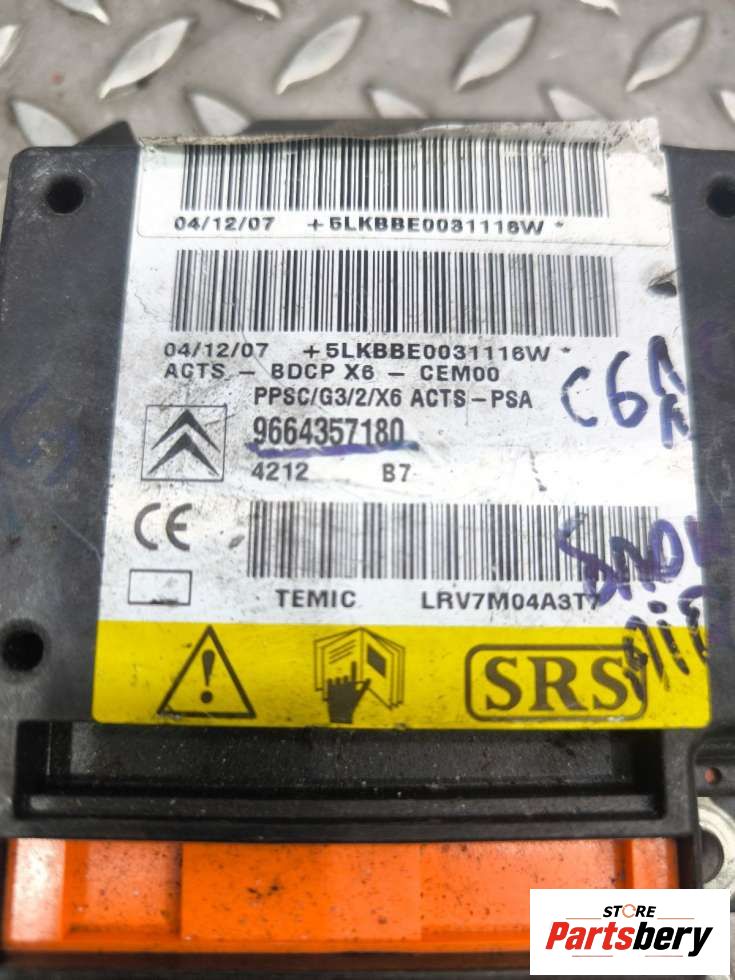 04/12/07 +5LKBBE0031116W *
04/12/07 +5LKBBE0031116W *
ACTS - BDCP X6 - CEM00
PPSC/G3/2/X6 ACTS-PSA
9664357180
4212 B7
C6
CE
TEMIC LRV7M04A3T7
SRS
STORE
Partsbery